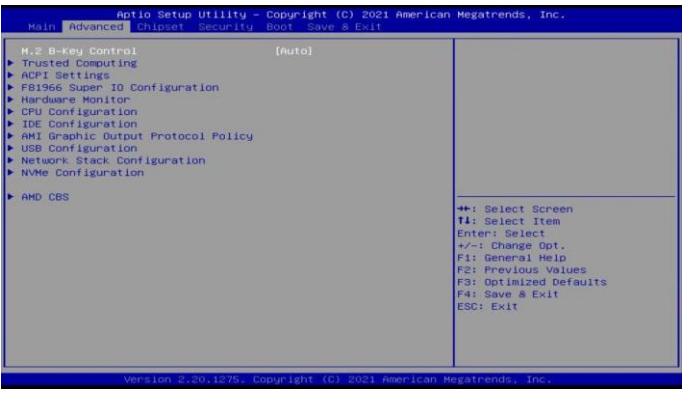 Aptio Setup Utility – Copyright (C) 2021 American Megatrends, Inc.
Main Advanced Chipset Security Boot Save & Exit
M.2 B-Key Control [Auto]
► Trusted Computing
► ACPI Settings
► F81966 Super IO Configuration
► Hardware Monitor
► CPU Configuration
► IDE Configuration
► AMI Graphic Output Protocol Policy
► USB Configuration
► Network Stack Configuration
► NVMe Configuration
► AMD CBS
→←: Select Screen
↑↓: Select Item
Enter: Select
+/-: Change Opt.
F1: General Help
F2: Previous Values
F3: Optimized Defaults
F4: Save & Exit
ESC: Exit
Version 2.20.1275. Copyright (C) 2021 American Megatrends, Inc.